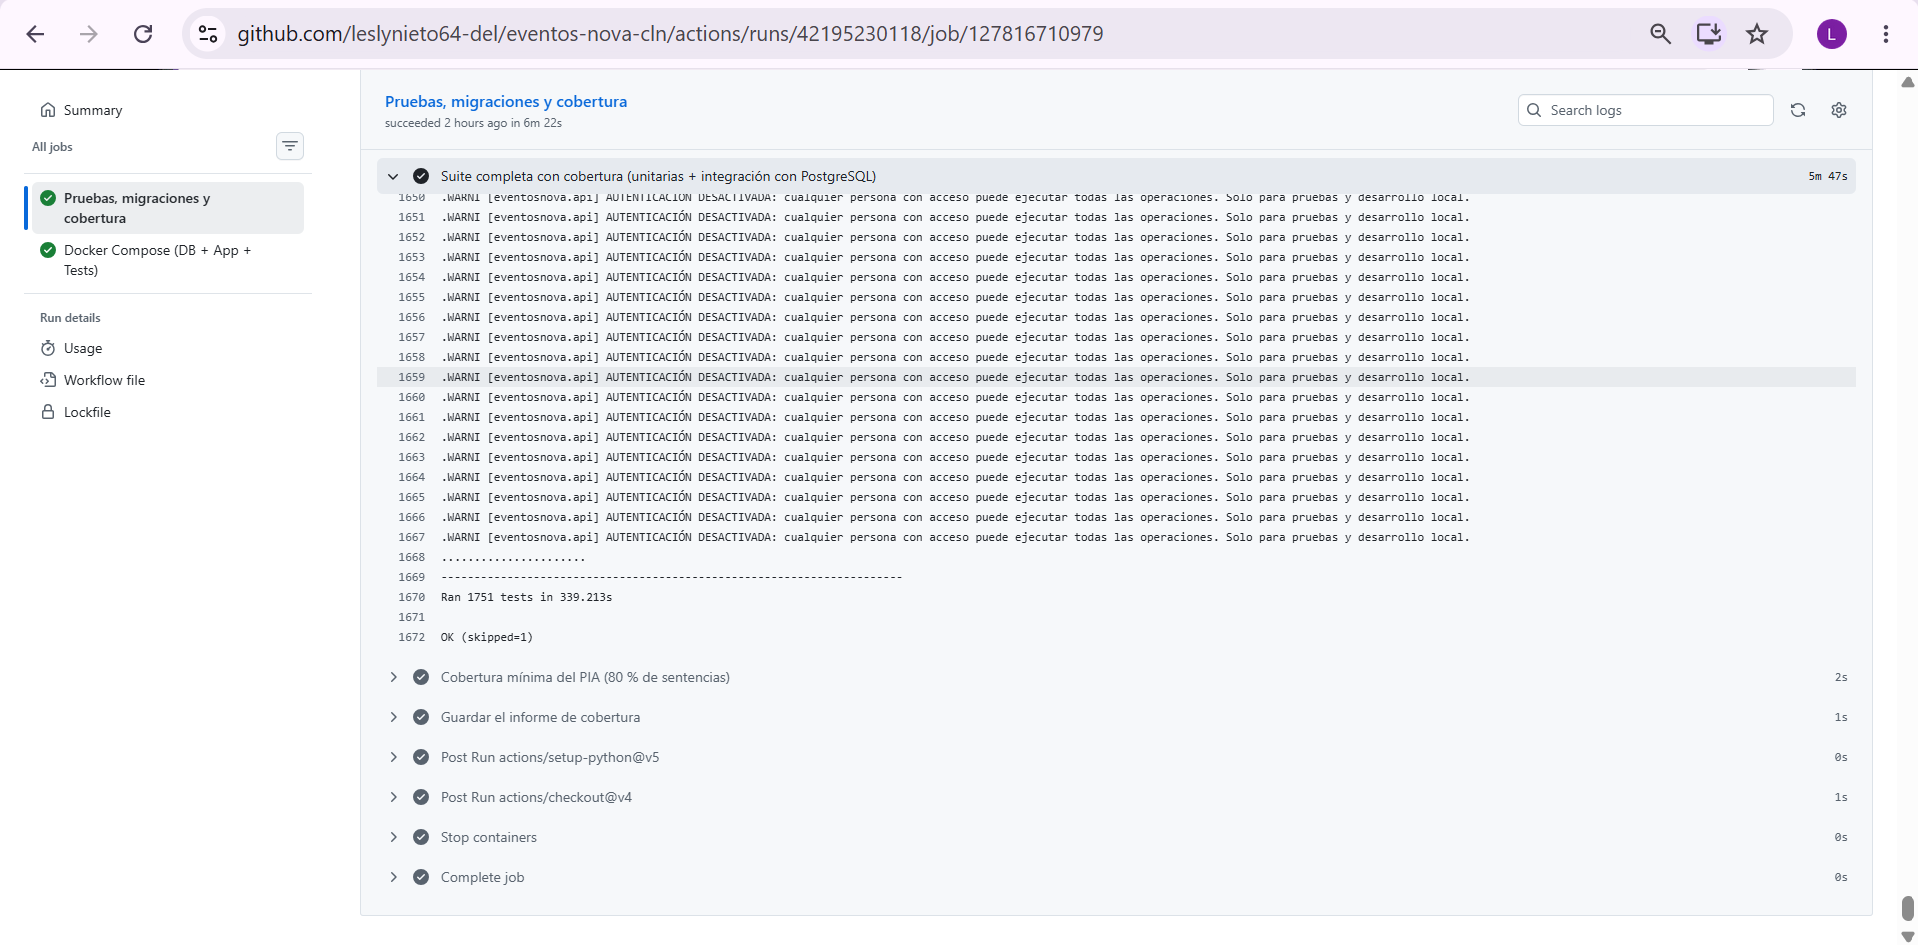 github.com/leslynieto64-del/eventos-nova-cln/actions/runs/42195230118/job/127816710979
L
Summary
All jobs
Pruebas, migraciones y
cobertura
Docker Compose (DB + App +
Tests)
Run details
Usage
Workflow file
Lockfile
Pruebas, migraciones y cobertura
succeeded 2 hours ago in 6m 22s
Search logs
Suite completa con cobertura (unitarias + integración con PostgreSQL)
5m 47s
1650 .WARNI [eventosnova.api] AUTENTICACIÓN DESACTIVADA: cualquier persona con acceso puede ejecutar todas las operaciones. Solo para pruebas y desarrollo local.
1651 .WARNI [eventosnova.api] AUTENTICACIÓN DESACTIVADA: cualquier persona con acceso puede ejecutar todas las operaciones. Solo para pruebas y desarrollo local.
1652 .WARNI [eventosnova.api] AUTENTICACIÓN DESACTIVADA: cualquier persona con acceso puede ejecutar todas las operaciones. Solo para pruebas y desarrollo local.
1653 .WARNI [eventosnova.api] AUTENTICACIÓN DESACTIVADA: cualquier persona con acceso puede ejecutar todas las operaciones. Solo para pruebas y desarrollo local.
1654 .WARNI [eventosnova.api] AUTENTICACIÓN DESACTIVADA: cualquier persona con acceso puede ejecutar todas las operaciones. Solo para pruebas y desarrollo local.
1655 .WARNI [eventosnova.api] AUTENTICACIÓN DESACTIVADA: cualquier persona con acceso puede ejecutar todas las operaciones. Solo para pruebas y desarrollo local.
1656 .WARNI [eventosnova.api] AUTENTICACIÓN DESACTIVADA: cualquier persona con acceso puede ejecutar todas las operaciones. Solo para pruebas y desarrollo local.
1657 .WARNI [eventosnova.api] AUTENTICACIÓN DESACTIVADA: cualquier persona con acceso puede ejecutar todas las operaciones. Solo para pruebas y desarrollo local.
1658 .WARNI [eventosnova.api] AUTENTICACIÓN DESACTIVADA: cualquier persona con acceso puede ejecutar todas las operaciones. Solo para pruebas y desarrollo local.
1659 .WARNI [eventosnova.api] AUTENTICACIÓN DESACTIVADA: cualquier persona con acceso puede ejecutar todas las operaciones. Solo para pruebas y desarrollo local.
1660 .WARNI [eventosnova.api] AUTENTICACIÓN DESACTIVADA: cualquier persona con acceso puede ejecutar todas las operaciones. Solo para pruebas y desarrollo local.
1661 .WARNI [eventosnova.api] AUTENTICACIÓN DESACTIVADA: cualquier persona con acceso puede ejecutar todas las operaciones. Solo para pruebas y desarrollo local.
1662 .WARNI [eventosnova.api] AUTENTICACIÓN DESACTIVADA: cualquier persona con acceso puede ejecutar todas las operaciones. Solo para pruebas y desarrollo local.
1663 .WARNI [eventosnova.api] AUTENTICACIÓN DESACTIVADA: cualquier persona con acceso puede ejecutar todas las operaciones. Solo para pruebas y desarrollo local.
1664 .WARNI [eventosnova.api] AUTENTICACIÓN DESACTIVADA: cualquier persona con acceso puede ejecutar todas las operaciones. Solo para pruebas y desarrollo local.
1665 .WARNI [eventosnova.api] AUTENTICACIÓN DESACTIVADA: cualquier persona con acceso puede ejecutar todas las operaciones. Solo para pruebas y desarrollo local.
1666 .WARNI [eventosnova.api] AUTENTICACIÓN DESACTIVADA: cualquier persona con acceso puede ejecutar todas las operaciones. Solo para pruebas y desarrollo local.
1667 .WARNI [eventosnova.api] AUTENTICACIÓN DESACTIVADA: cualquier persona con acceso puede ejecutar todas las operaciones. Solo para pruebas y desarrollo local.
1668 ......................
1669 ----------------------------------------------------------------------
1670 Ran 1751 tests in 339.213s
1671
1672 OK (skipped=1)
Cobertura mínima del PIA (80 % de sentencias) 2s
Guardar el informe de cobertura 1s
Post Run actions/setup-python@v5 0s
Post Run actions/checkout@v4 1s
Stop containers 0s
Complete job 0s